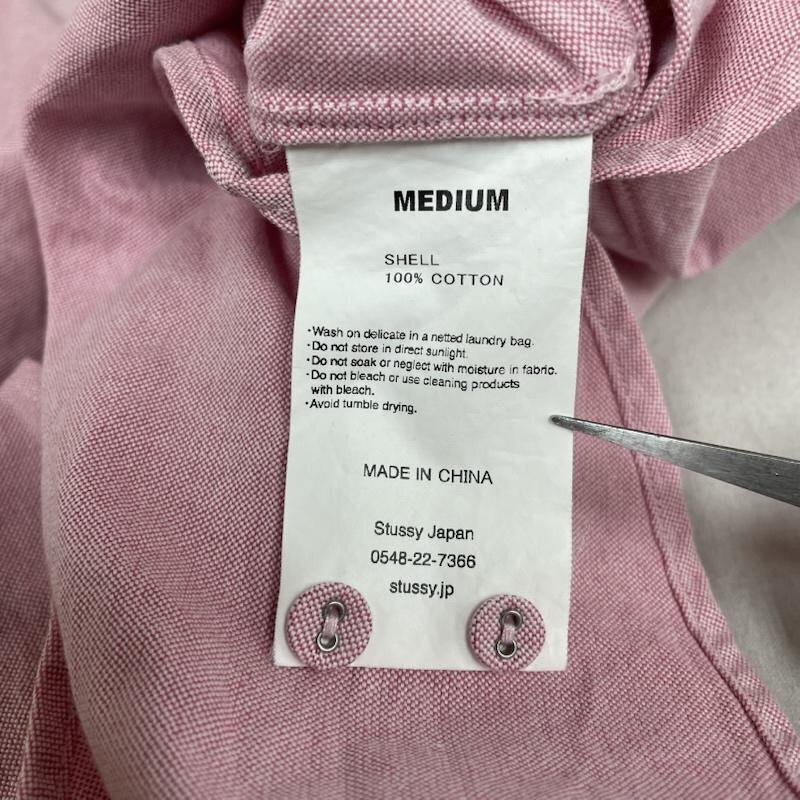 MEDIUM
SHELL
100% COTTON
·Wash on delicate in a netted laundry bag.
·Do not store in direct sunlight.
·Do not soak or neglect with moisture in fabric.
·Do not bleach or use cleaning products
with bleach.
·Avoid tumble drying.
MADE IN CHINA
Stussy Japan
0548-22-7366
stussy.jp